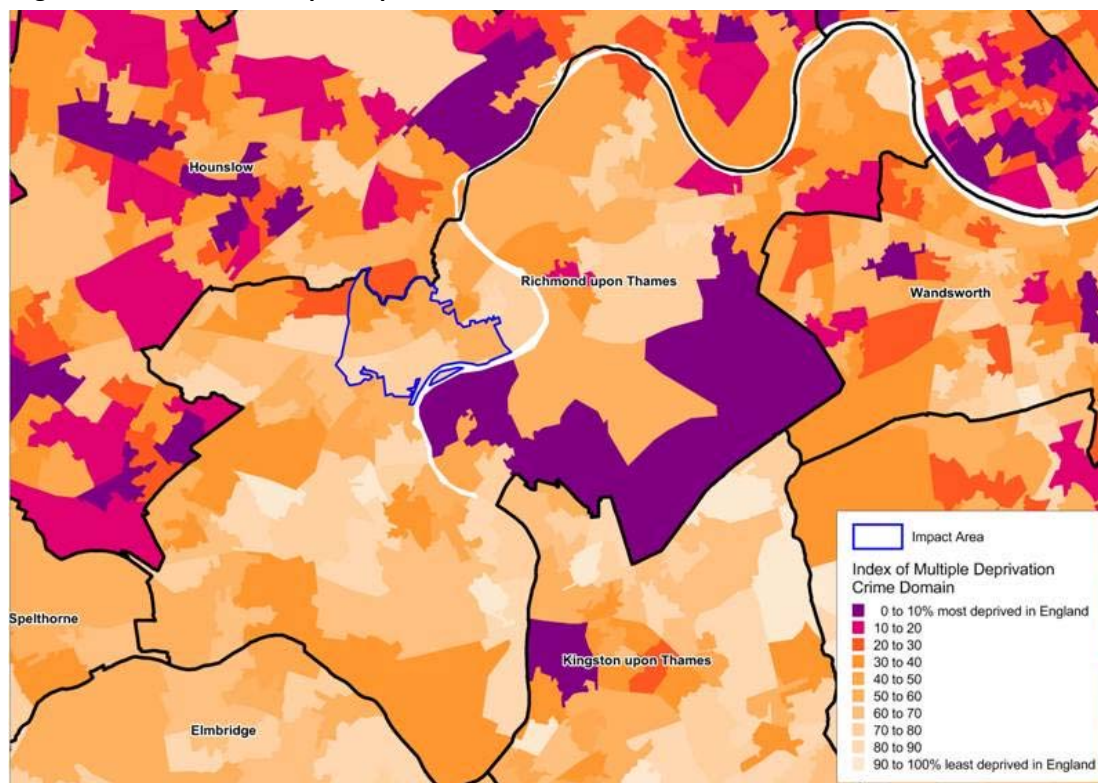 Hounslow
Richmond upon Thames
Wandsworth
Spelthorne
Kingston upon Thames
Elmbridge
Impact Area
Index of Multiple Deprivation
Crime Domain
0 to 10% most deprived in England
10 to 20
20 to 30
30 to 40
40 to 50
50 to 60
60 to 70
70 to 80
80 to 90
90 to 100% least deprived in England